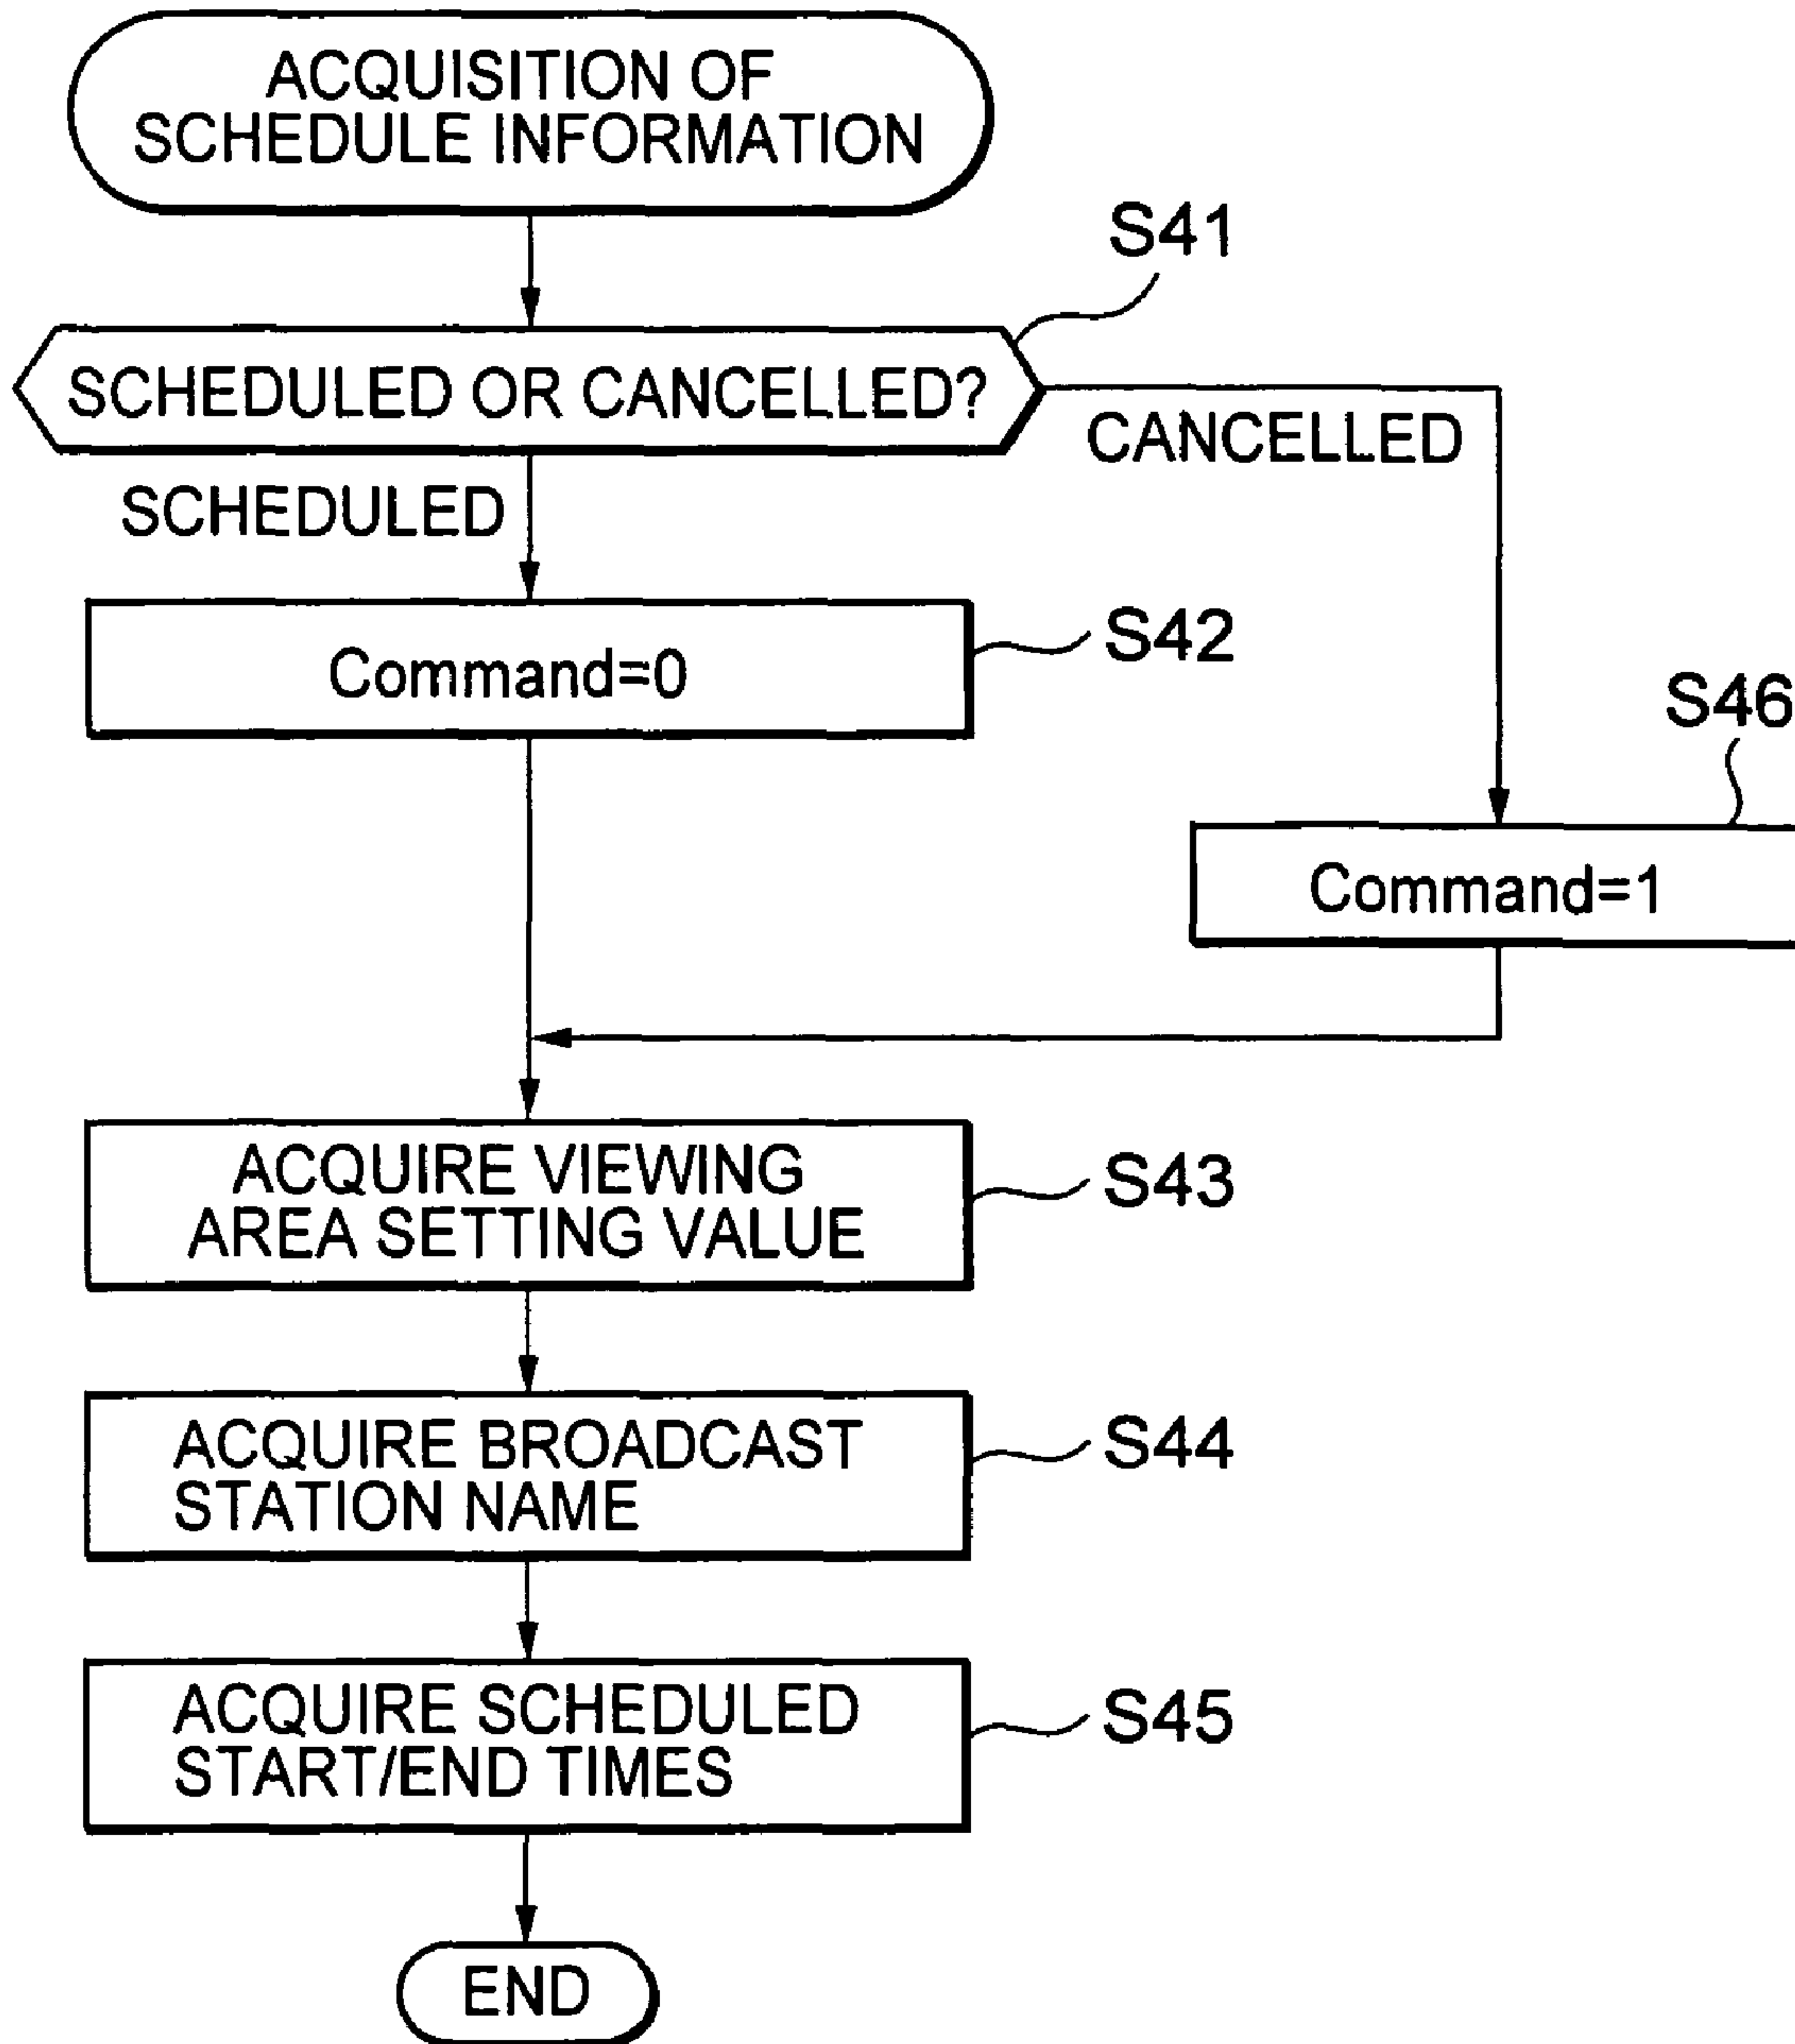 ACQUISITION OF
SCHEDULE INFORMATION
S41
SCHEDULED OR CANCELLED?
CANCELLED
SCHEDULED
Command=0
S42
S46
Command=1
ACQUIRE VIEWING
AREA SETTING VALUE
S43
ACQUIRE BROADCAST
STATION NAME
S44
ACQUIRE SCHEDULED
START/END TIMES
S45
END